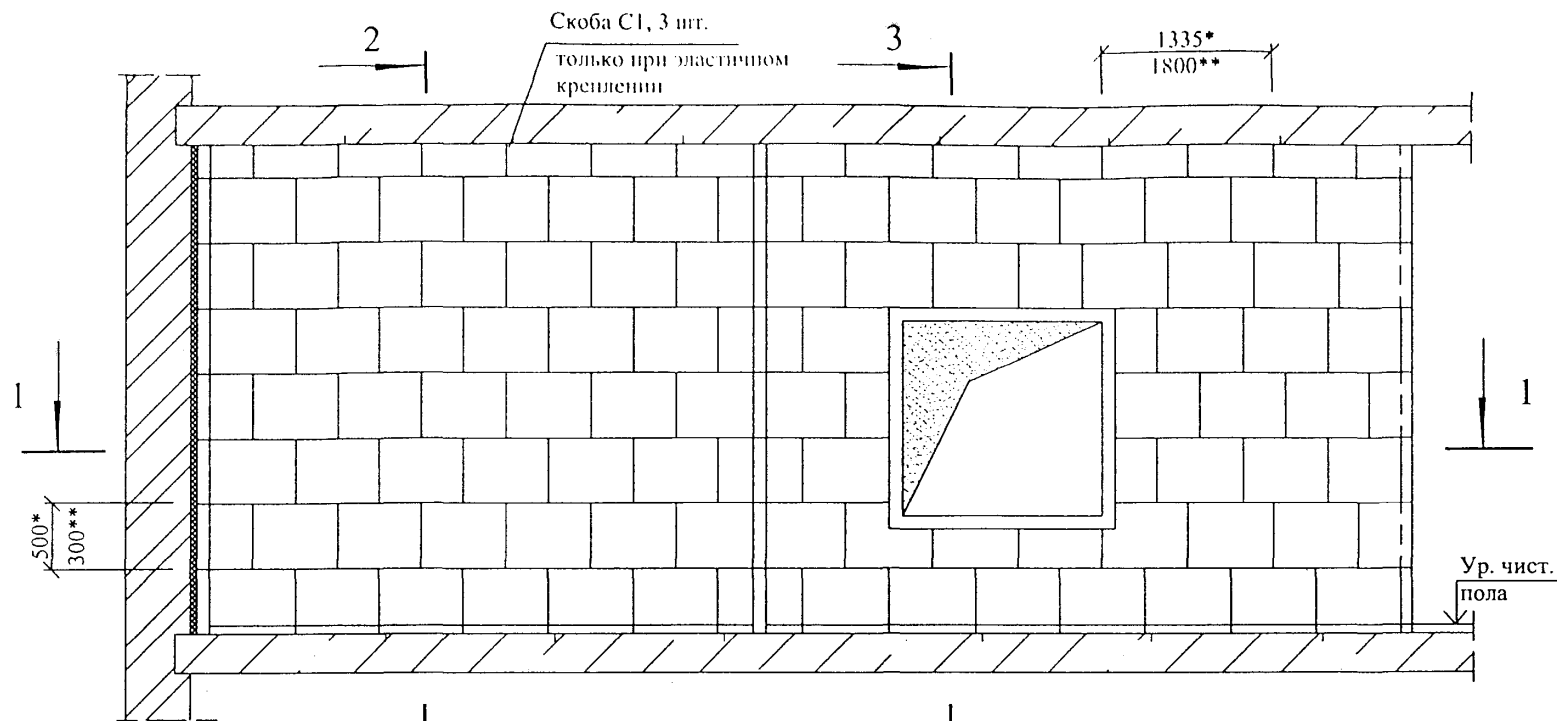 Скоба С1, 3 шт.
только при эластичном
креплении
2
3
1335*
1800**
1
1
500*
300**
Ур. чист.
пола